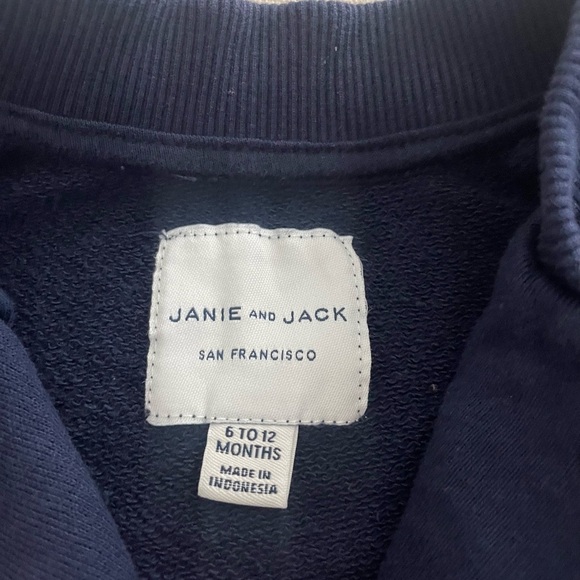 JANIE AND JACK
SAN FRANCISCO
6 TO 12
MONTHS
MADE IN
INDONESIA